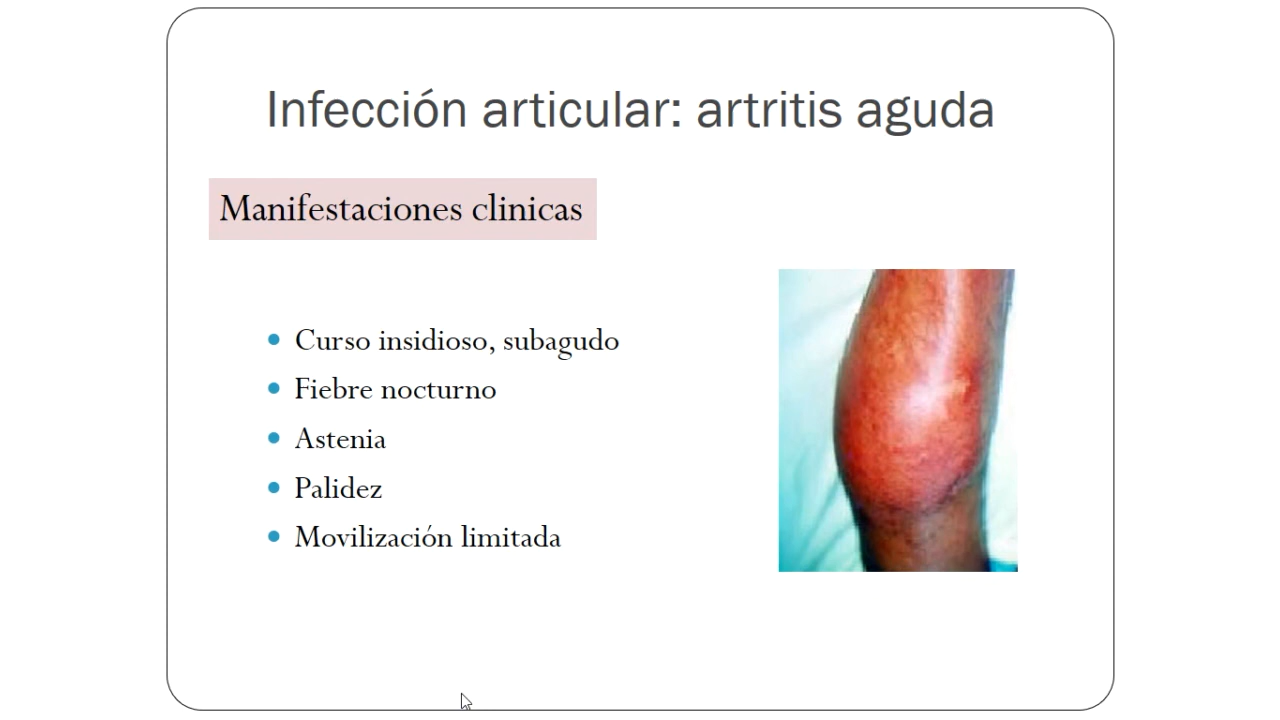 Infección articular: artritis aguda
Manifestaciones clinicas
Curso insidioso, subagudo
Fiebre nocturno
Astenia
Palidez
Movilización limitada